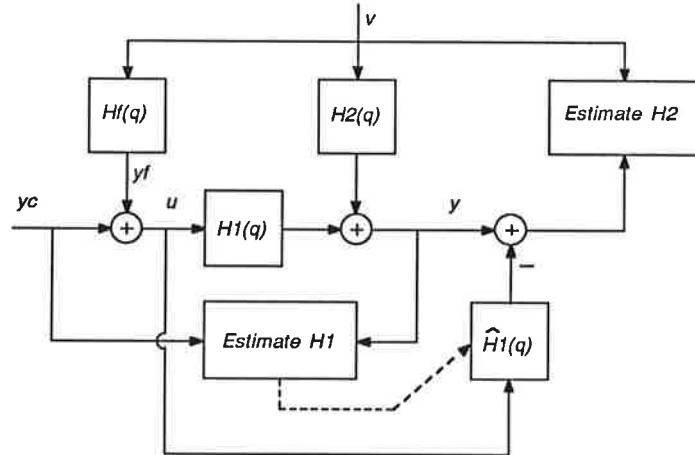 v
Hf(q)
H2(q)
Estimate H2
yf
yc
u
H1(q)
y
+
+
+
−
Estimate H1
Ĥ1(q)